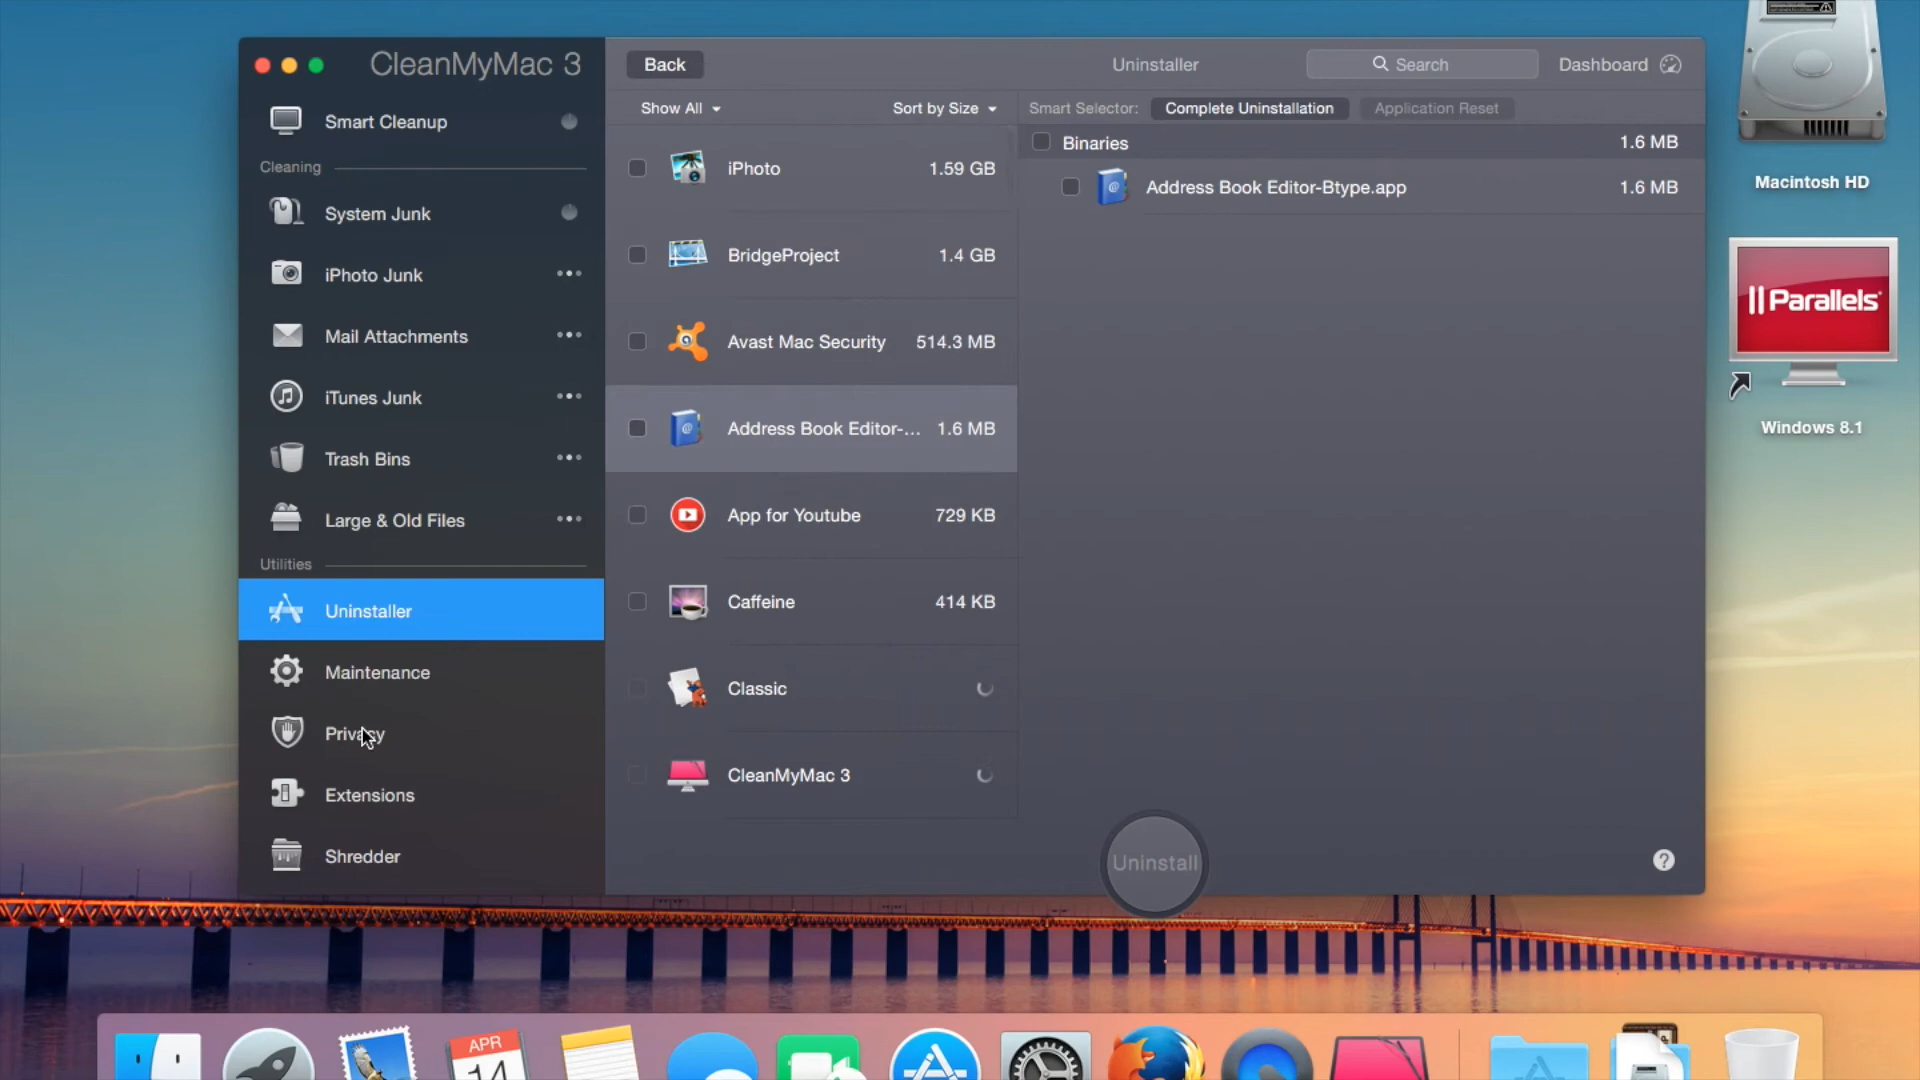 CleanMyMac 3
Smart Cleanup
Cleaning
System Junk
iPhoto Junk
Mail Attachments
iTunes Junk
Trash Bins
Large & Old Files
Utilities
Uninstaller
Maintenance
Privacy
Extensions
Shredder
Back
Uninstaller
Search
Dashboard
Show All
Sort by Size
Smart Selector: Complete Uninstallation Application Reset
iPhoto 1.59 GB
BridgeProject 1.4 GB
Avast Mac Security 514.3 MB
Address Book Editor-... 1.6 MB
App for Youtube 729 KB
Caffeine 414 KB
Classic
CleanMyMac 3
Binaries 1.6 MB
Address Book Editor-Btype.app 1.6 MB
Uninstall
?
Macintosh HD
Parallels
Windows 8.1
APR
14